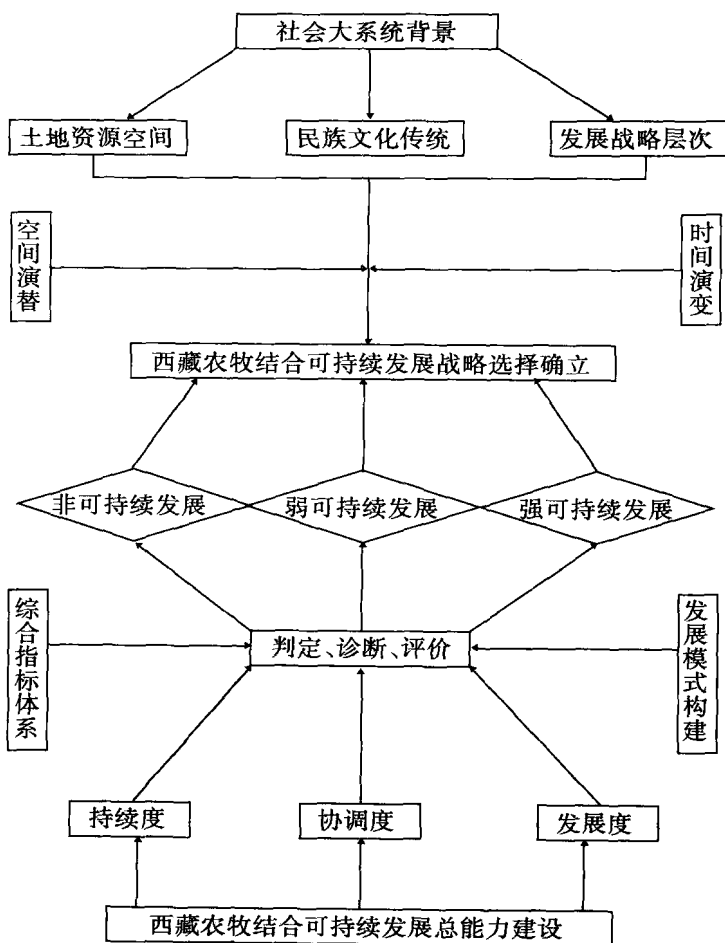 社会大系统背景
土地资源空间
民族文化传统
发展战略层次
空间演替
时间演变
西藏农牧结合可持续发展战略选择确立
非可持续发展
弱可持续发展
强可持续发展
综合指标体系
判定、诊断、评价
发展模式构建
持续度
协调度
发展度
西藏农牧结合可持续发展总能力建设